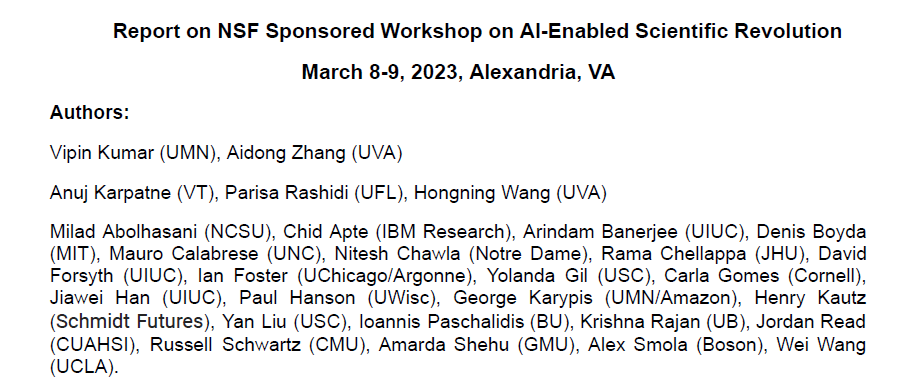 Report on NSF Sponsored Workshop on AI-Enabled Scientific Revolution
March 8-9, 2023, Alexandria, VA
Authors:
Vipin Kumar (UMN), Aidong Zhang (UVA)
Anuj Karpatne (VT), Parisa Rashidi (UFL), Hongning Wang (UVA)
Milad Abolhasani (NCSU), Chid Apte (IBM Research), Arindam Banerjee (UIUC), Denis Boyda
(MIT), Mauro Calabrese (UNC), Nitesh Chawla (Notre Dame), Rama Chellappa (JHU), David
Forsyth (UIUC), Ian Foster (UChicago/Argonne), Yolanda Gil (USC), Carla Gomes (Cornell),
Jiawei Han (UIUC), Paul Hanson (UWisc), George Karypis (UMN/Amazon), Henry Kautz
(Schmidt Futures), Yan Liu (USC), Ioannis Paschalidis (BU), Krishna Rajan (UB), Jordan Read
(CUAHSI), Russell Schwartz (CMU), Amarda Shehu (GMU), Alex Smola (Boson), Wei Wang
(UCLA).